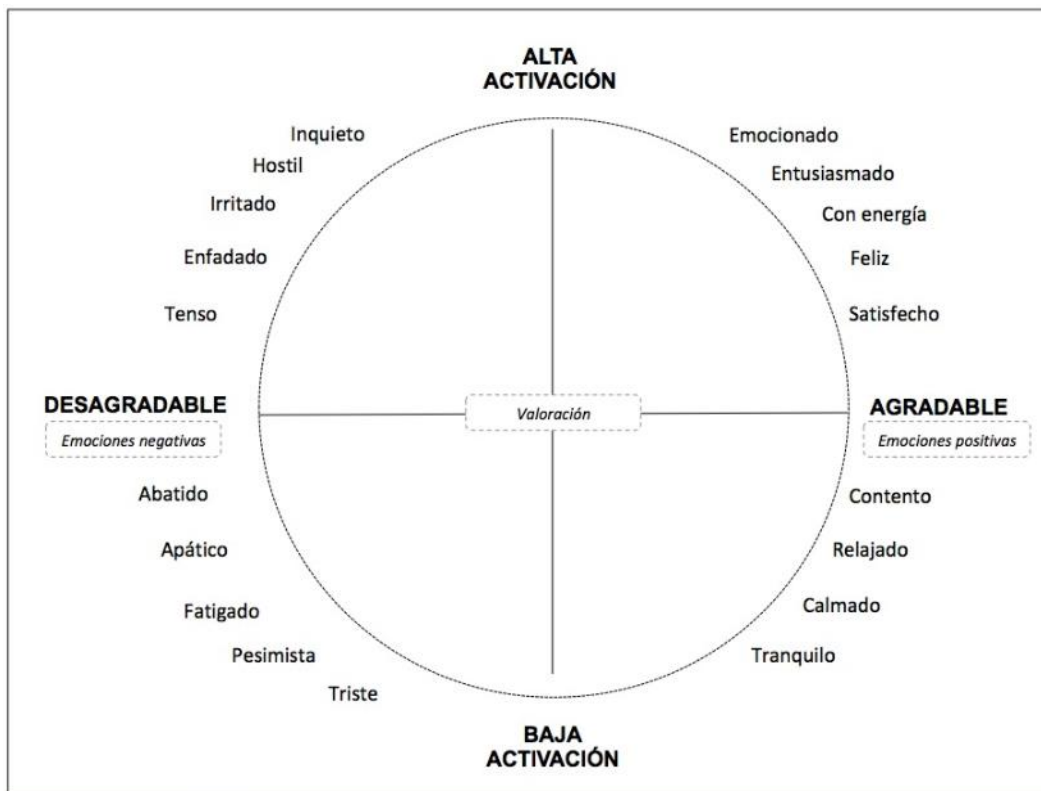 ALTA
ACTIVACIÓN
Inquieto
Emocionado
Hostil
Entusiasmado
Irritado
Con energía
Enfadado
Feliz
Tenso
Satisfecho
DESAGRADABLE
Valoración
AGRADABLE
Emociones negativas
Emociones positivas
Abatido
Contento
Apático
Relajado
Fatigado
Calmado
Pesimista
Tranquilo
Triste
BAJA
ACTIVACIÓN